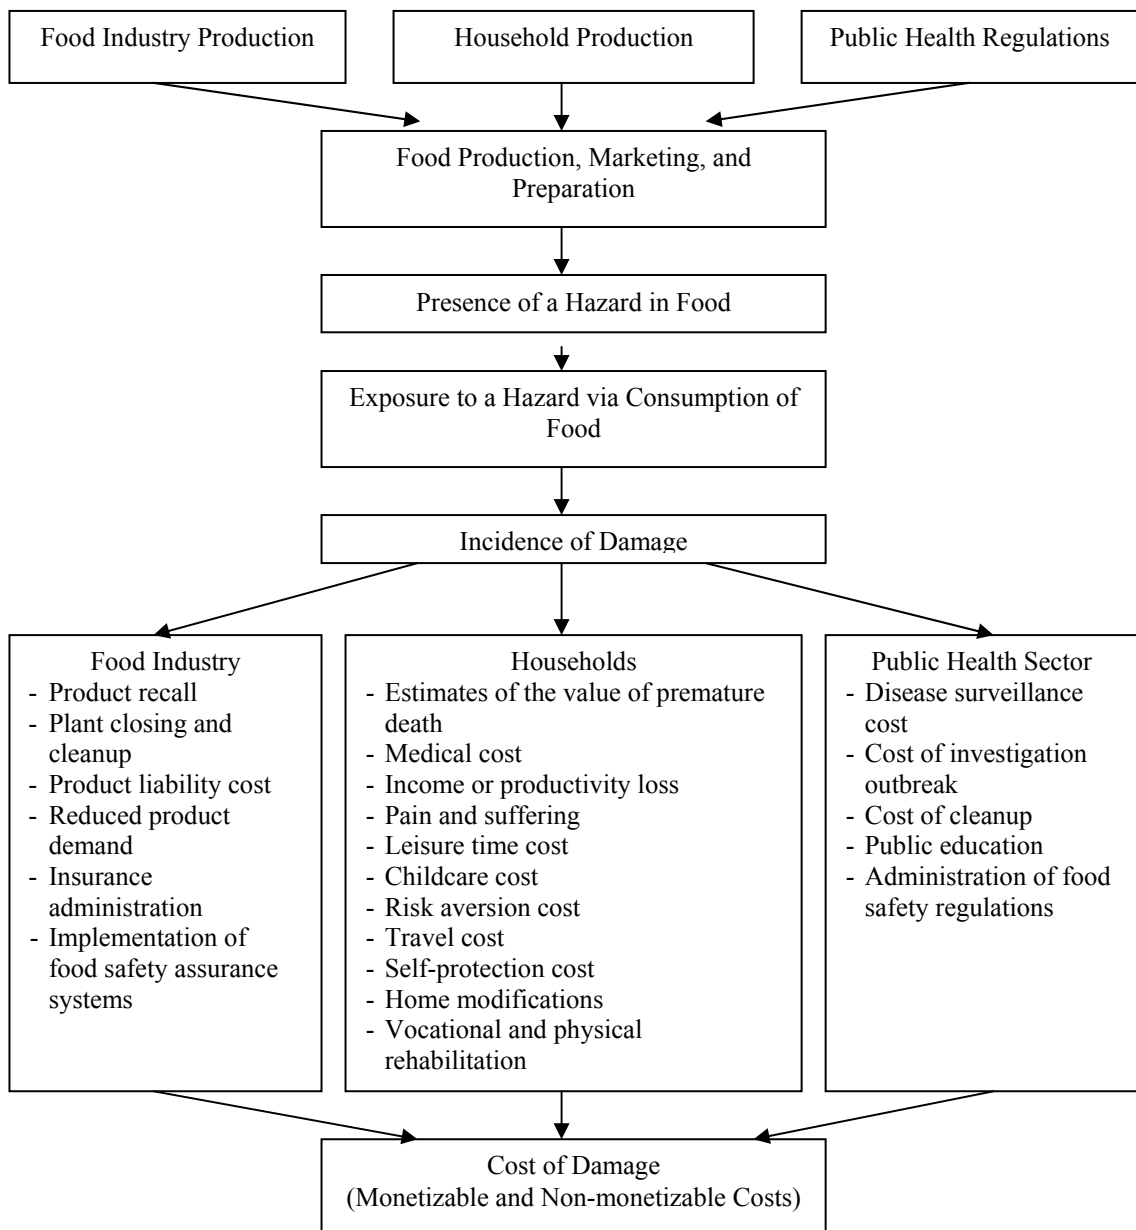 Food Industry Production
Household Production
Public Health Regulations
Food Production, Marketing, and
Preparation
Presence of a Hazard in Food
Exposure to a Hazard via Consumption of
Food
Incidence of Damage
Food Industry
- Product recall
- Plant closing and
cleanup
- Product liability cost
- Reduced product
demand
- Insurance
administration
- Implementation of
food safety assurance
systems
Households
- Estimates of the value of premature
death
- Medical cost
- Income or productivity loss
- Pain and suffering
- Leisure time cost
- Childcare cost
- Risk aversion cost
- Travel cost
- Self-protection cost
- Home modifications
- Vocational and physical
rehabilitation
Public Health Sector
- Disease surveillance
cost
- Cost of investigation
outbreak
- Cost of cleanup
- Public education
- Administration of food
safety regulations
Cost of Damage
(Monetizable and Non-monetizable Costs)